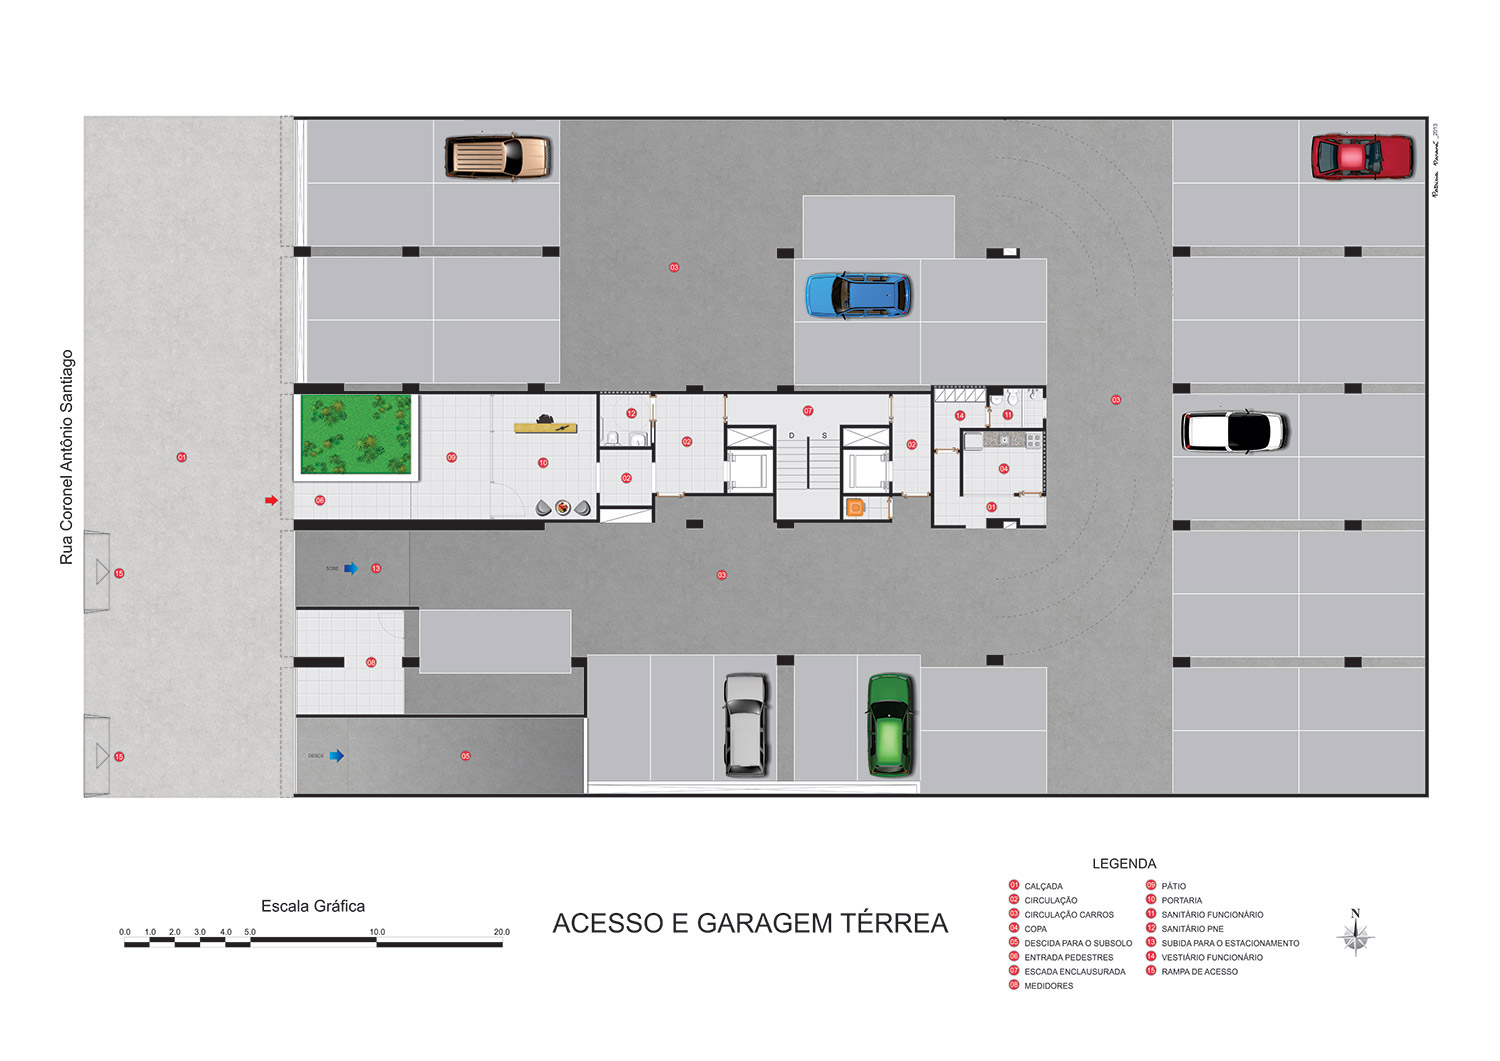 Patricia Paraná _2013
Rua Coronel Antônio Santiago
03
12
09
10
02
07
D S
02
14
11
03
01
06
02
04
01
15
SOBE
13
03
08
15
DESCE
05
LEGENDA
01 CALÇADA
02 CIRCULAÇÃO
03 CIRCULAÇÃO CARROS
04 COPA
05 DESCIDA PARA O SUBSOLO
06 ENTRADA PEDESTRES
07 ESCADA ENCLAUSURADA
08 MEDIDORES
09 PÁTIO
10 PORTARIA
11 SANITÁRIO FUNCIONÁRIO
12 SANITÁRIO PNE
13 SUBIDA PARA O ESTACIONAMENTO
14 VESTIÁRIO FUNCIONÁRIO
15 RAMPA DE ACESSO
Escala Gráfica
0.0 1.0 2.0 3.0 4.0 5.0 10.0 20.0
ACESSO E GARAGEM TÉRREA
N